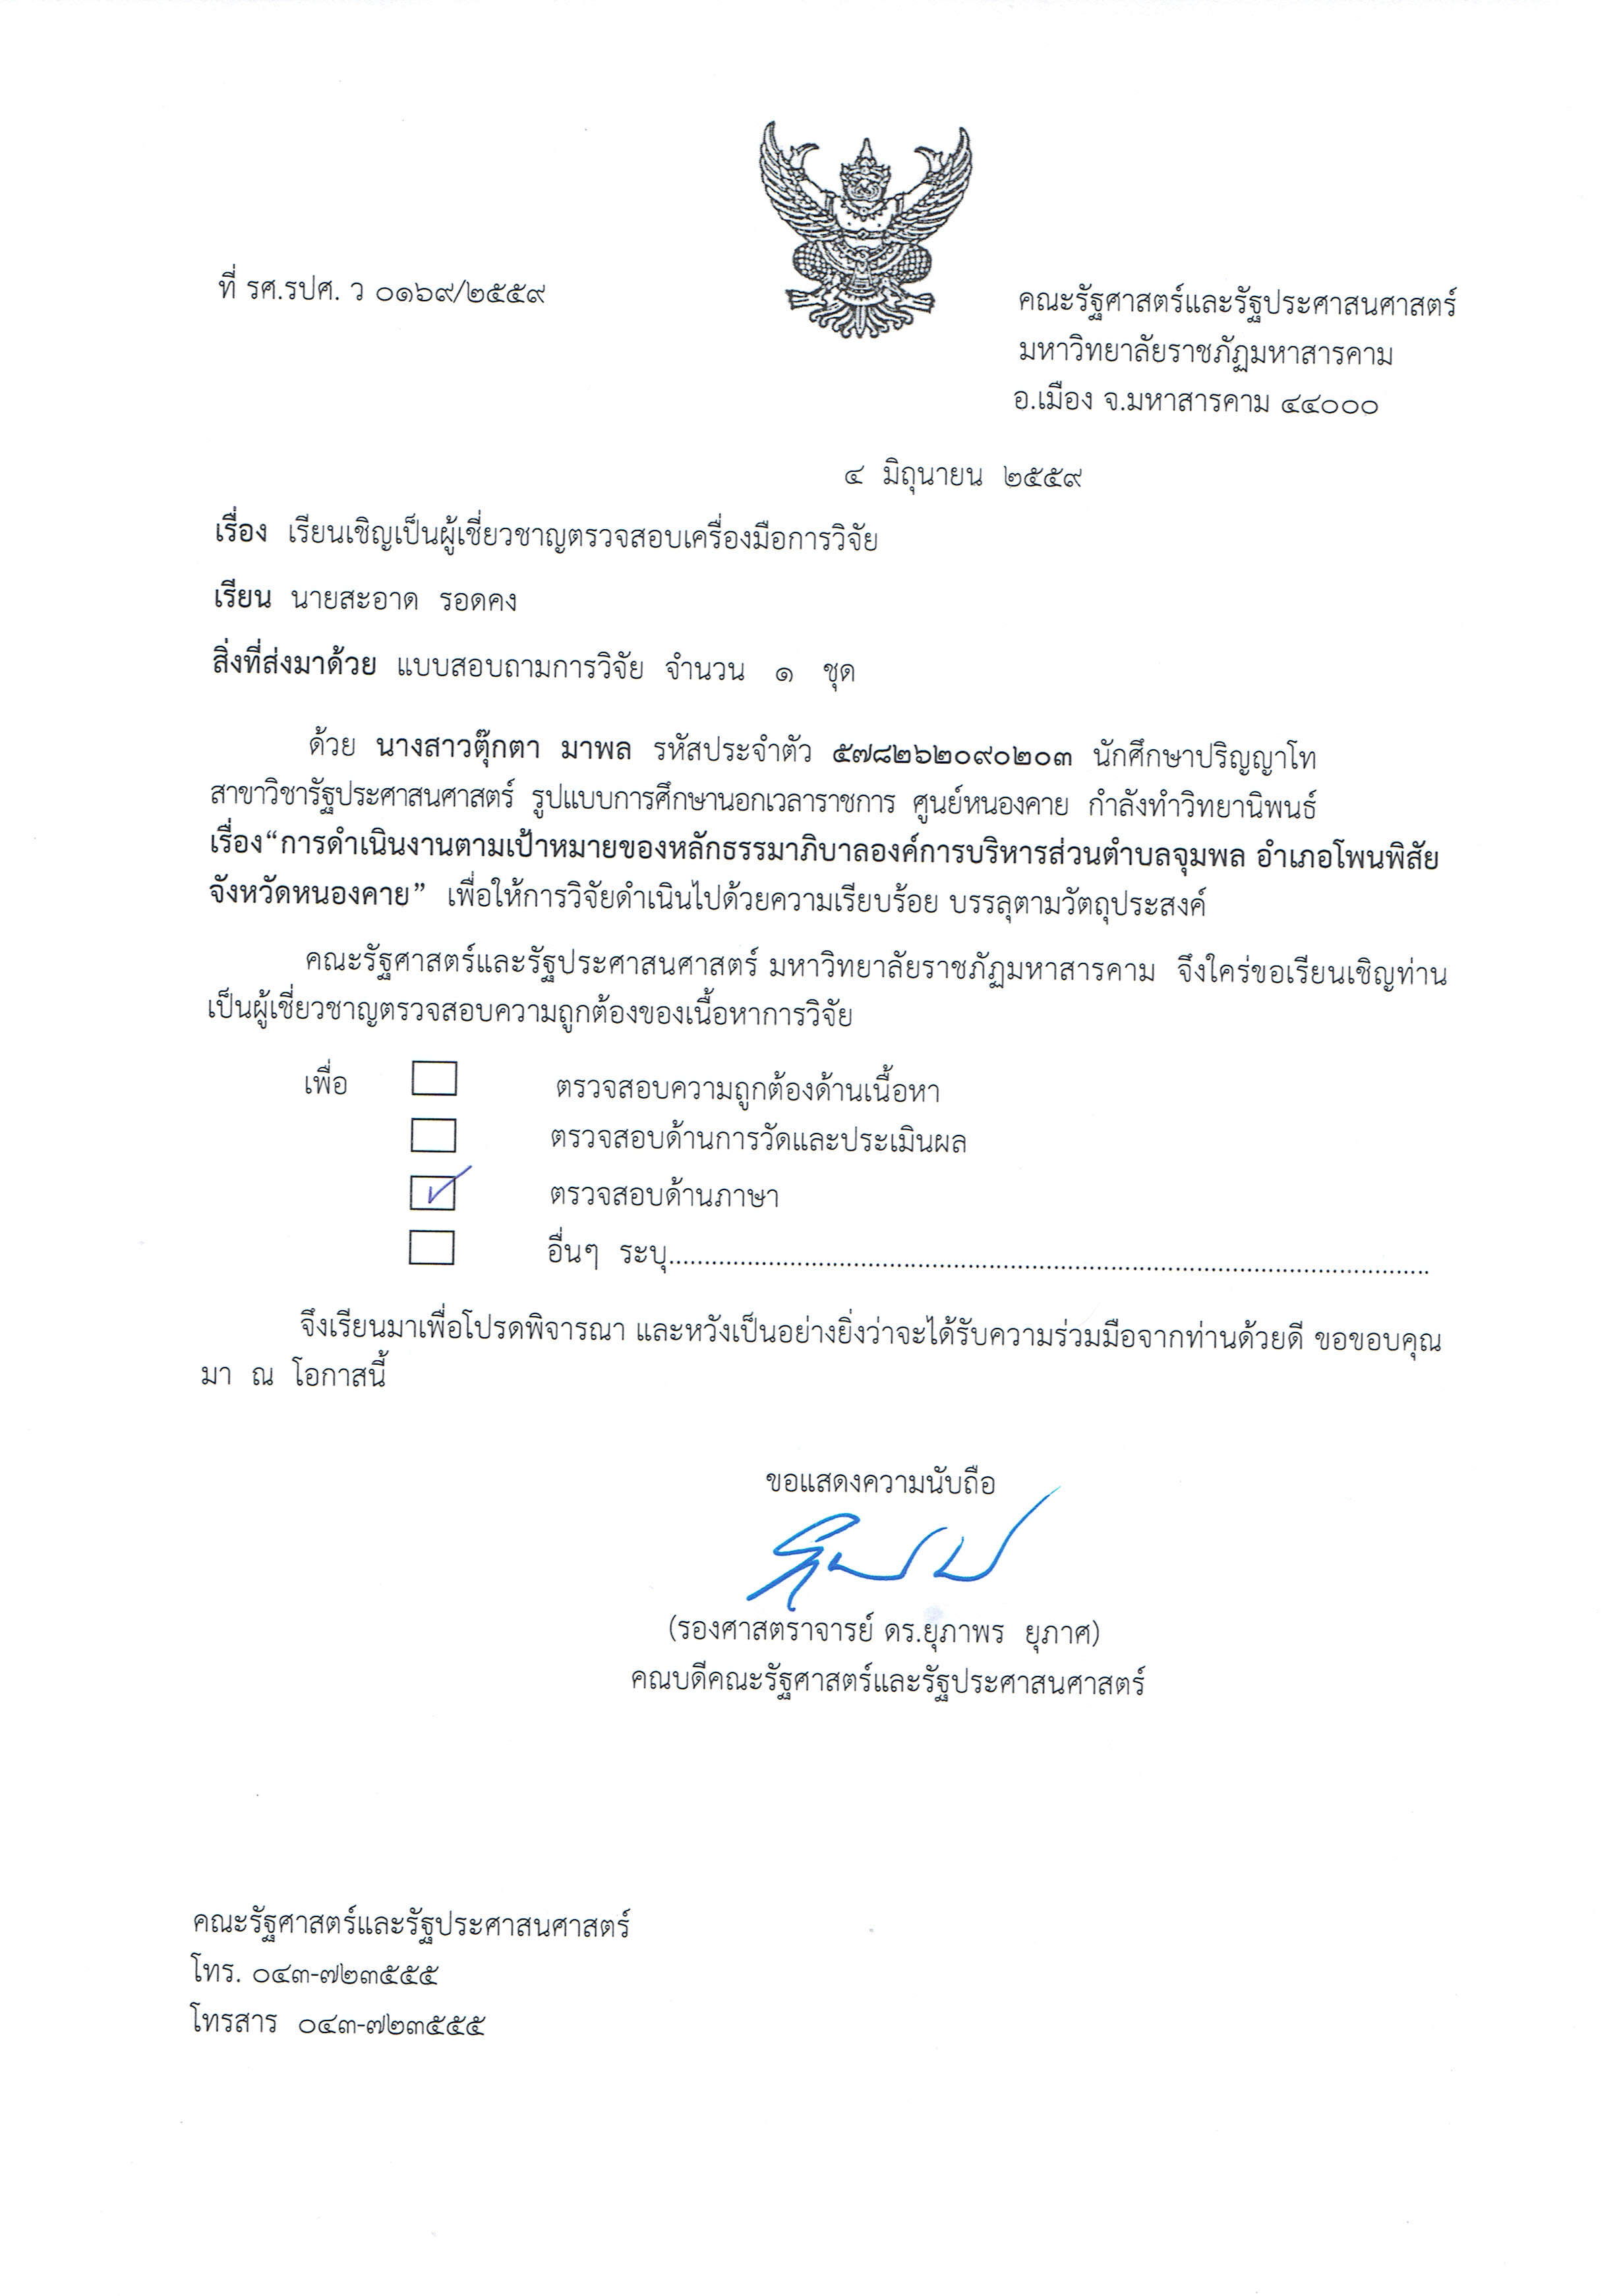 ที่ รศ.รปศ. ว ๐๑๖๙/๒๕๕๙
คณะรัฐศาสตร์และรัฐประศาสนศาสตร์
มหาวิทยาลัยราชภัฏมหาสารคาม
อ.เมือง จ.มหาสารคาม ๔๔๐๐๐
๔ มิถุนายน ๒๕๕๙
เรื่อง เรียนเชิญเป็นผู้เชี่ยวชาญตรวจสอบเครื่องมือการวิจัย
เรียน นายสะอาด รอดคง
สิ่งที่ส่งมาด้วย แบบสอบถามการวิจัย จำนวน ๑ ชุด
ด้วย นางสาวตุ๊กตา มาพล รหัสประจำตัว ๕๗๘๒๖๒๐๙๐๒๐๓ นักศึกษาปริญญาโท
สาขาวิชารัฐประศาสนศาสตร์ รูปแบบการศึกษานอกเวลาราชการ ศูนย์หนองคาย กำลังทำวิทยานิพนธ์
เรื่อง“การดำเนินงานตามเป้าหมายของหลักธรรมาภิบาลองค์การบริหารส่วนตำบลจุมพล อำเภอโพนพิสัย
จังหวัดหนองคาย” เพื่อให้การวิจัยดำเนินไปด้วยความเรียบร้อย บรรลุตามวัตถุประสงค์
คณะรัฐศาสตร์และรัฐประศาสนศาสตร์ มหาวิทยาลัยราชภัฏมหาสารคาม จึงใคร่ขอเรียนเชิญท่าน
เป็นผู้เชี่ยวชาญตรวจสอบความถูกต้องของเนื้อหาการวิจัย
เพื่อ ตรวจสอบความถูกต้องด้านเนื้อหา
ตรวจสอบด้านการวัดและประเมินผล
ตรวจสอบด้านภาษา
อื่นๆ ระบุ..........................................................................................................
จึงเรียนมาเพื่อโปรดพิจารณา และหวังเป็นอย่างยิ่งว่าจะได้รับความร่วมมือจากท่านด้วยดี ขอขอบคุณ
มา ณ โอกาสนี้
ขอแสดงความนับถือ
(รองศาสตราจารย์ ดร.ยุภาพร ยุภาศ)
คณบดีคณะรัฐศาสตร์และรัฐประศาสนศาสตร์
คณะรัฐศาสตร์และรัฐประศาสนศาสตร์
โทร. ๐๔๓-๗๒๓๕๕๕
โทรสาร ๐๔๓-๗๒๓๕๕๕